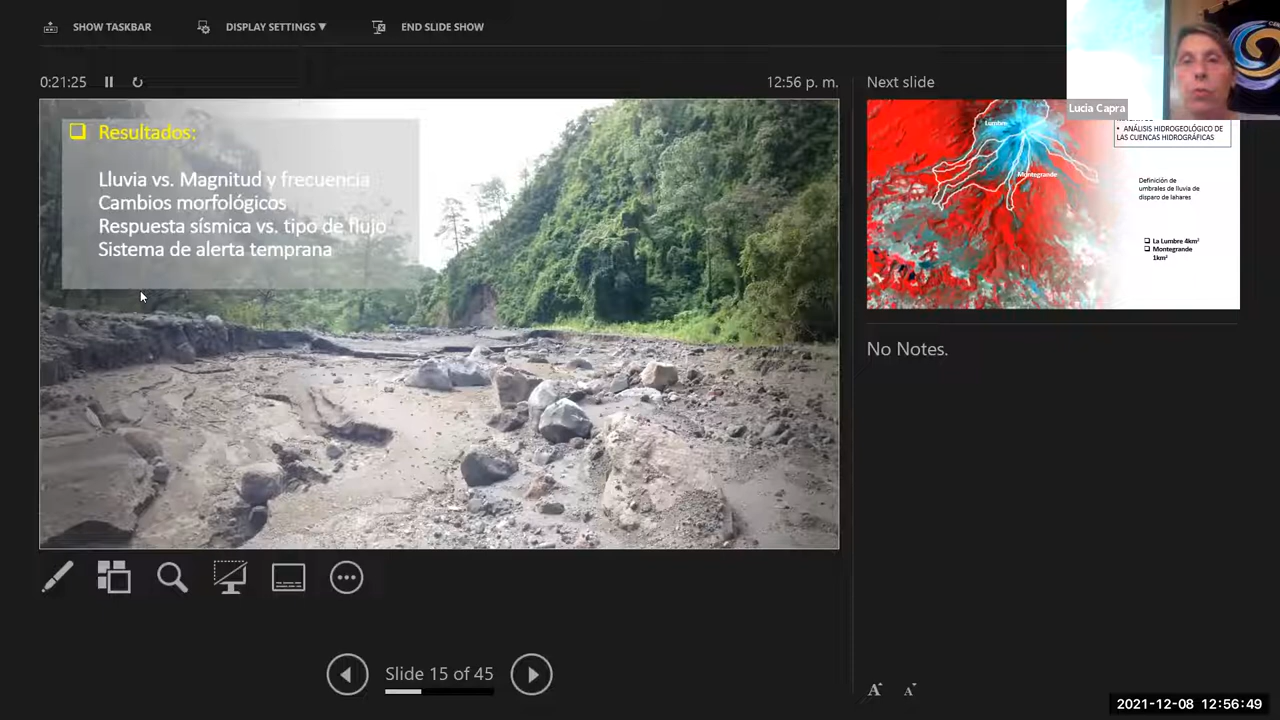 SHOW TASKBAR
DISPLAY SETTINGS ▼
END SLIDE SHOW
0:21:25
12:56 p. m.
Next slide
Lucia Capra
Resultados:
Lluvia vs. Magnitud y frecuencia
Cambios morfológicos
Respuesta sísmica vs. tipo de flujo
Sistema de alerta temprana
Lumbre
Montegrande
• ANÁLISIS HIDROGEOLÓGICO DE
LAS CUENCAS HIDROGRÁFICAS
Definición de
umbrales de lluvia de
disparo de lahares
La Lumbre 4km²
Montegrande
1km²
No Notes.
Slide 15 of 45
A A
2021-12-08 12:56:49